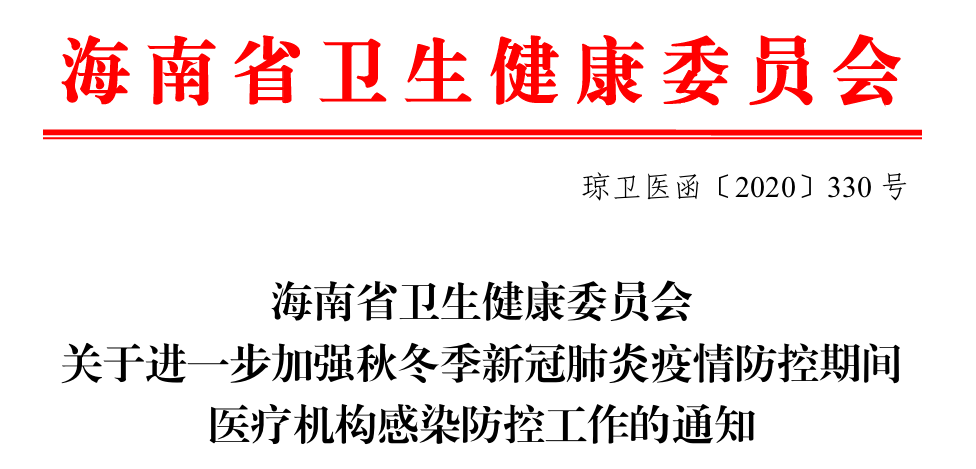 海南省卫生健康委员会
琼卫医函〔2020〕330 号
海南省卫生健康委员会
关于进一步加强秋冬季新冠肺炎疫情防控期间
医疗机构感染防控工作的通知